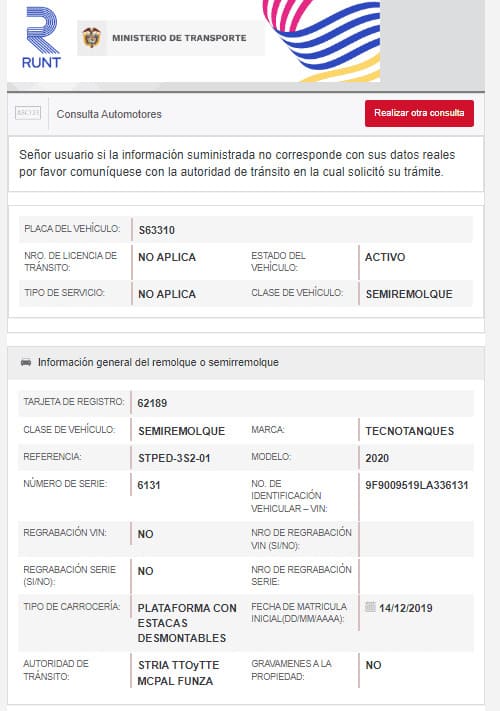 RUNT
MINISTERIO DE TRANSPORTE
Consulta Automotores
Realizar otra consulta
Señor usuario si la información suministrada no corresponde con sus datos reales
por favor comuníquese con la autoridad de tránsito en la cual solicitó su trámite.
PLACA DEL VEHÍCULO: S63310
NRO. DE LICENCIA DE TRÁNSITO: NO APLICA ESTADO DEL VEHÍCULO: ACTIVO
TIPO DE SERVICIO: NO APLICA CLASE DE VEHÍCULO: SEMIREMOLQUE
Información general del remolque o semirremolque
TARJETA DE REGISTRO: 62189
CLASE DE VEHÍCULO: SEMIREMOLQUE MARCA: TECNOTANQUES
REFERENCIA: STPED-3S2-01 MODELO: 2020
NÚMERO DE SERIE: 6131 NO. DE IDENTIFICACIÓN VEHICULAR – VIN: 9F9009519LA336131
REGRABACIÓN VIN: NO NRO DE REGRABACIÓN VIN (SI/NO):
REGRABACIÓN SERIE (SI/NO): NO NRO DE REGRABACIÓN SERIE:
TIPO DE CARROCERÍA: PLATAFORMA CON ESTACAS DESMONTABLES FECHA DE MATRICULA INICIAL(DD/MM/AAAA): 14/12/2019
AUTORIDAD DE TRÁNSITO: STRIA TTOyTTE MCPAL FUNZA GRAVAMENES A LA PROPIEDAD: NO